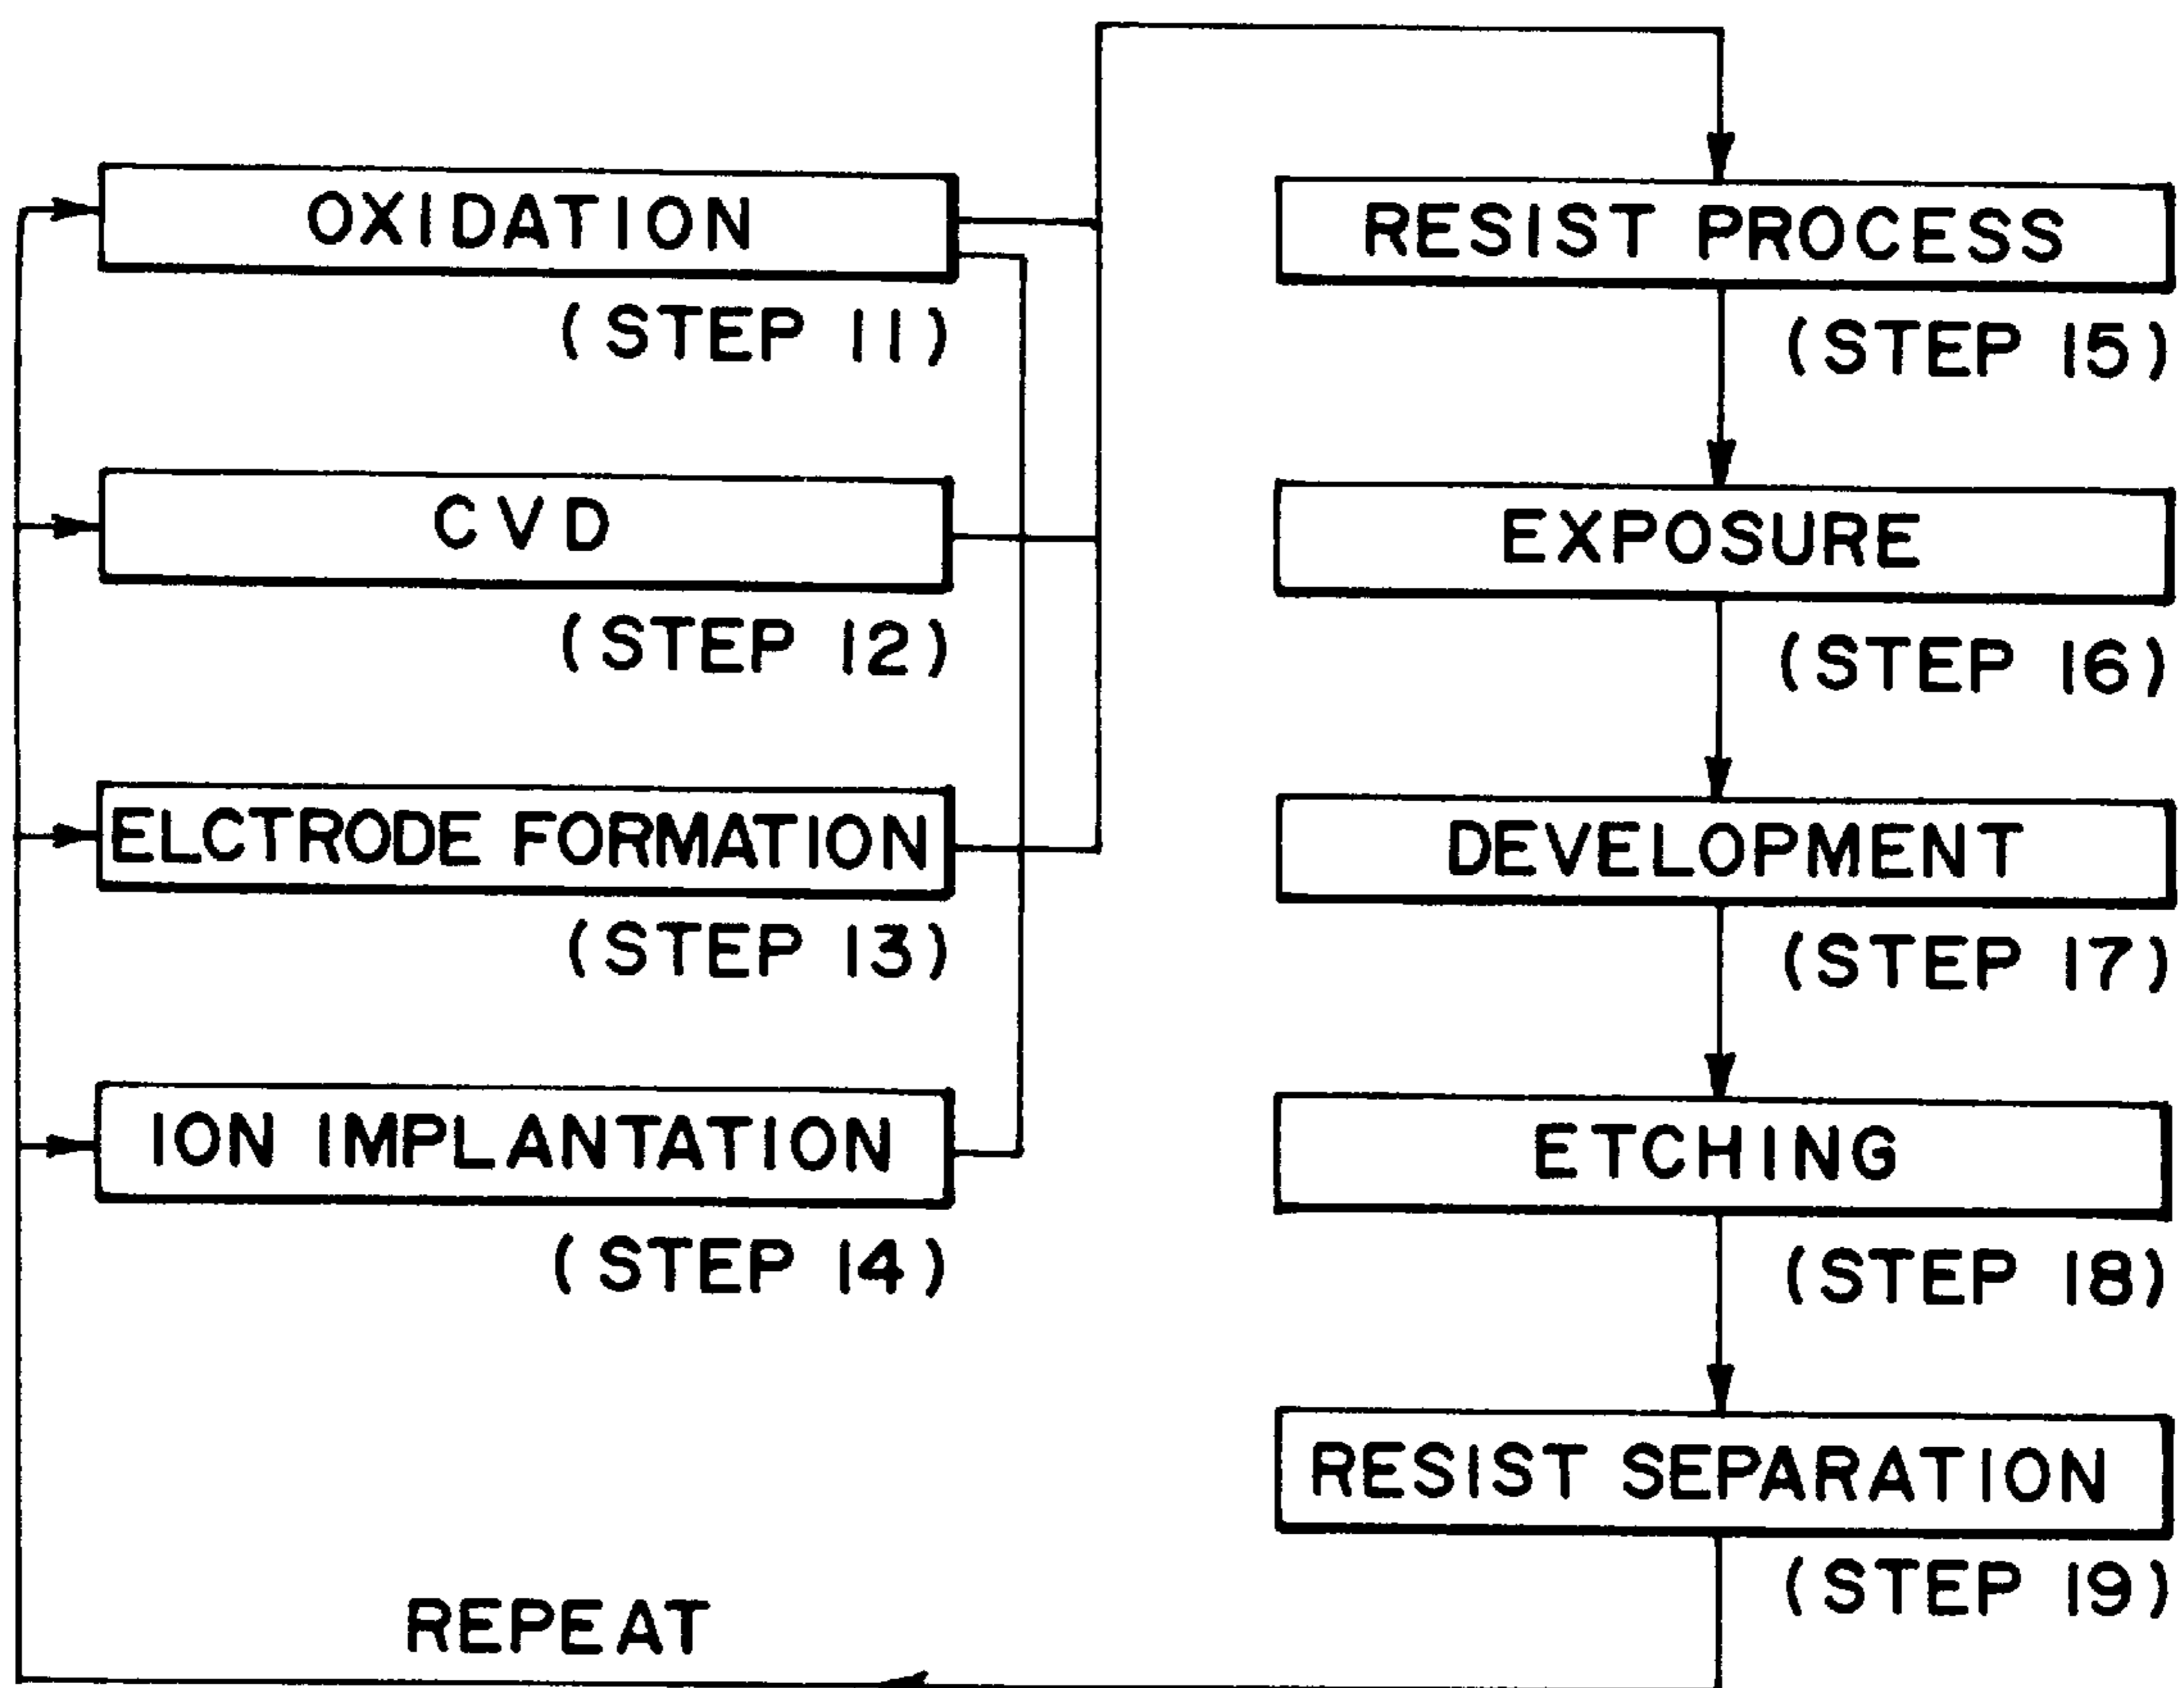 OXIDATION
(STEP 11)
CVD
(STEP 12)
ELCTRODE FORMATION
(STEP 13)
ION IMPLANTATION
(STEP 14)
RESIST PROCESS
(STEP 15)
EXPOSURE
(STEP 16)
DEVELOPMENT
(STEP 17)
ETCHING
(STEP 18)
RESIST SEPARATION
(STEP 19)
REPEAT